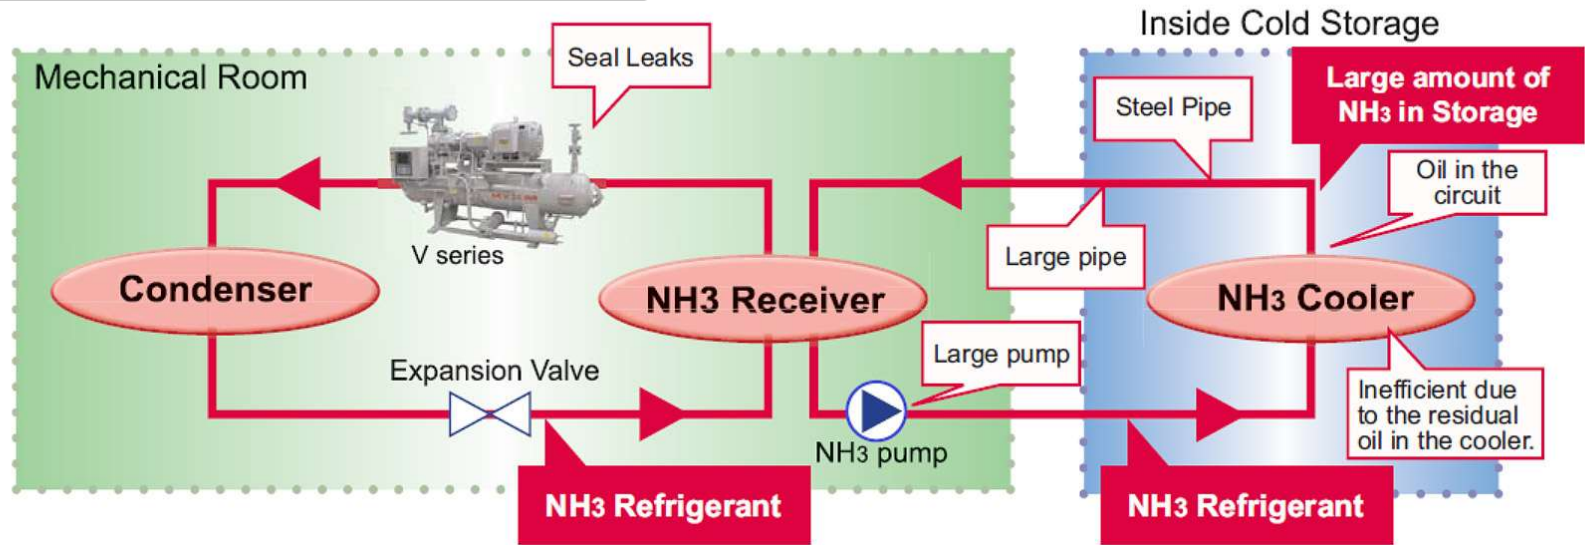 Inside Cold Storage
Mechanical Room
Seal Leaks
Steel Pipe
Large amount of
NH3 in Storage
Oil in the
circuit
V series
Large pipe
Condenser
NH3 Receiver
NH3 Cooler
Expansion Valve
Large pump
NH3 pump
Inefficient due
to the residual
oil in the cooler.
NH3 Refrigerant
NH3 Refrigerant